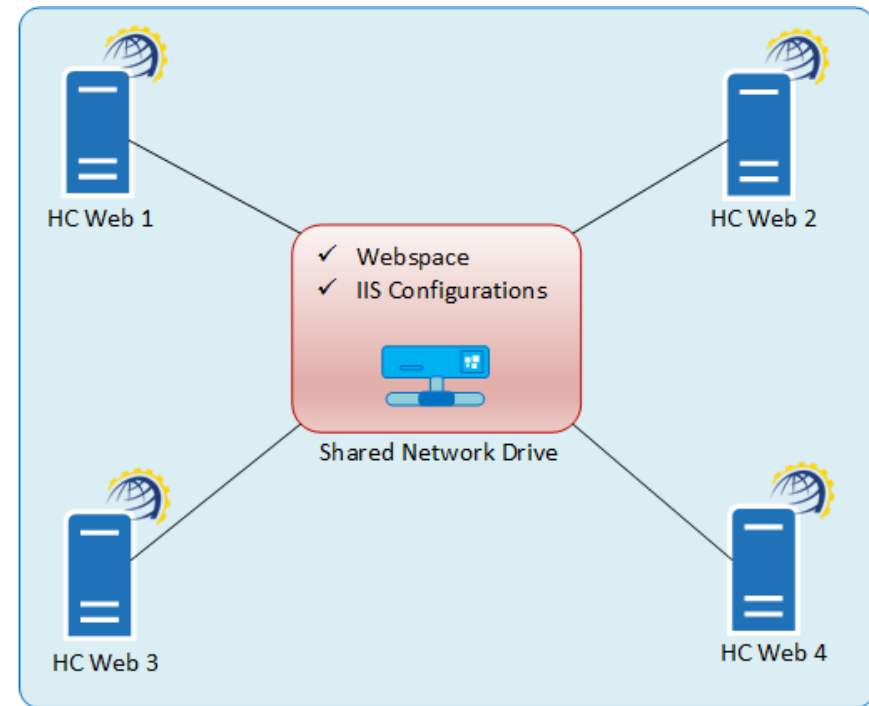 HC Web 1
HC Web 2
✓ Webspace
✓ IIS Configurations
Shared Network Drive
HC Web 3
HC Web 4